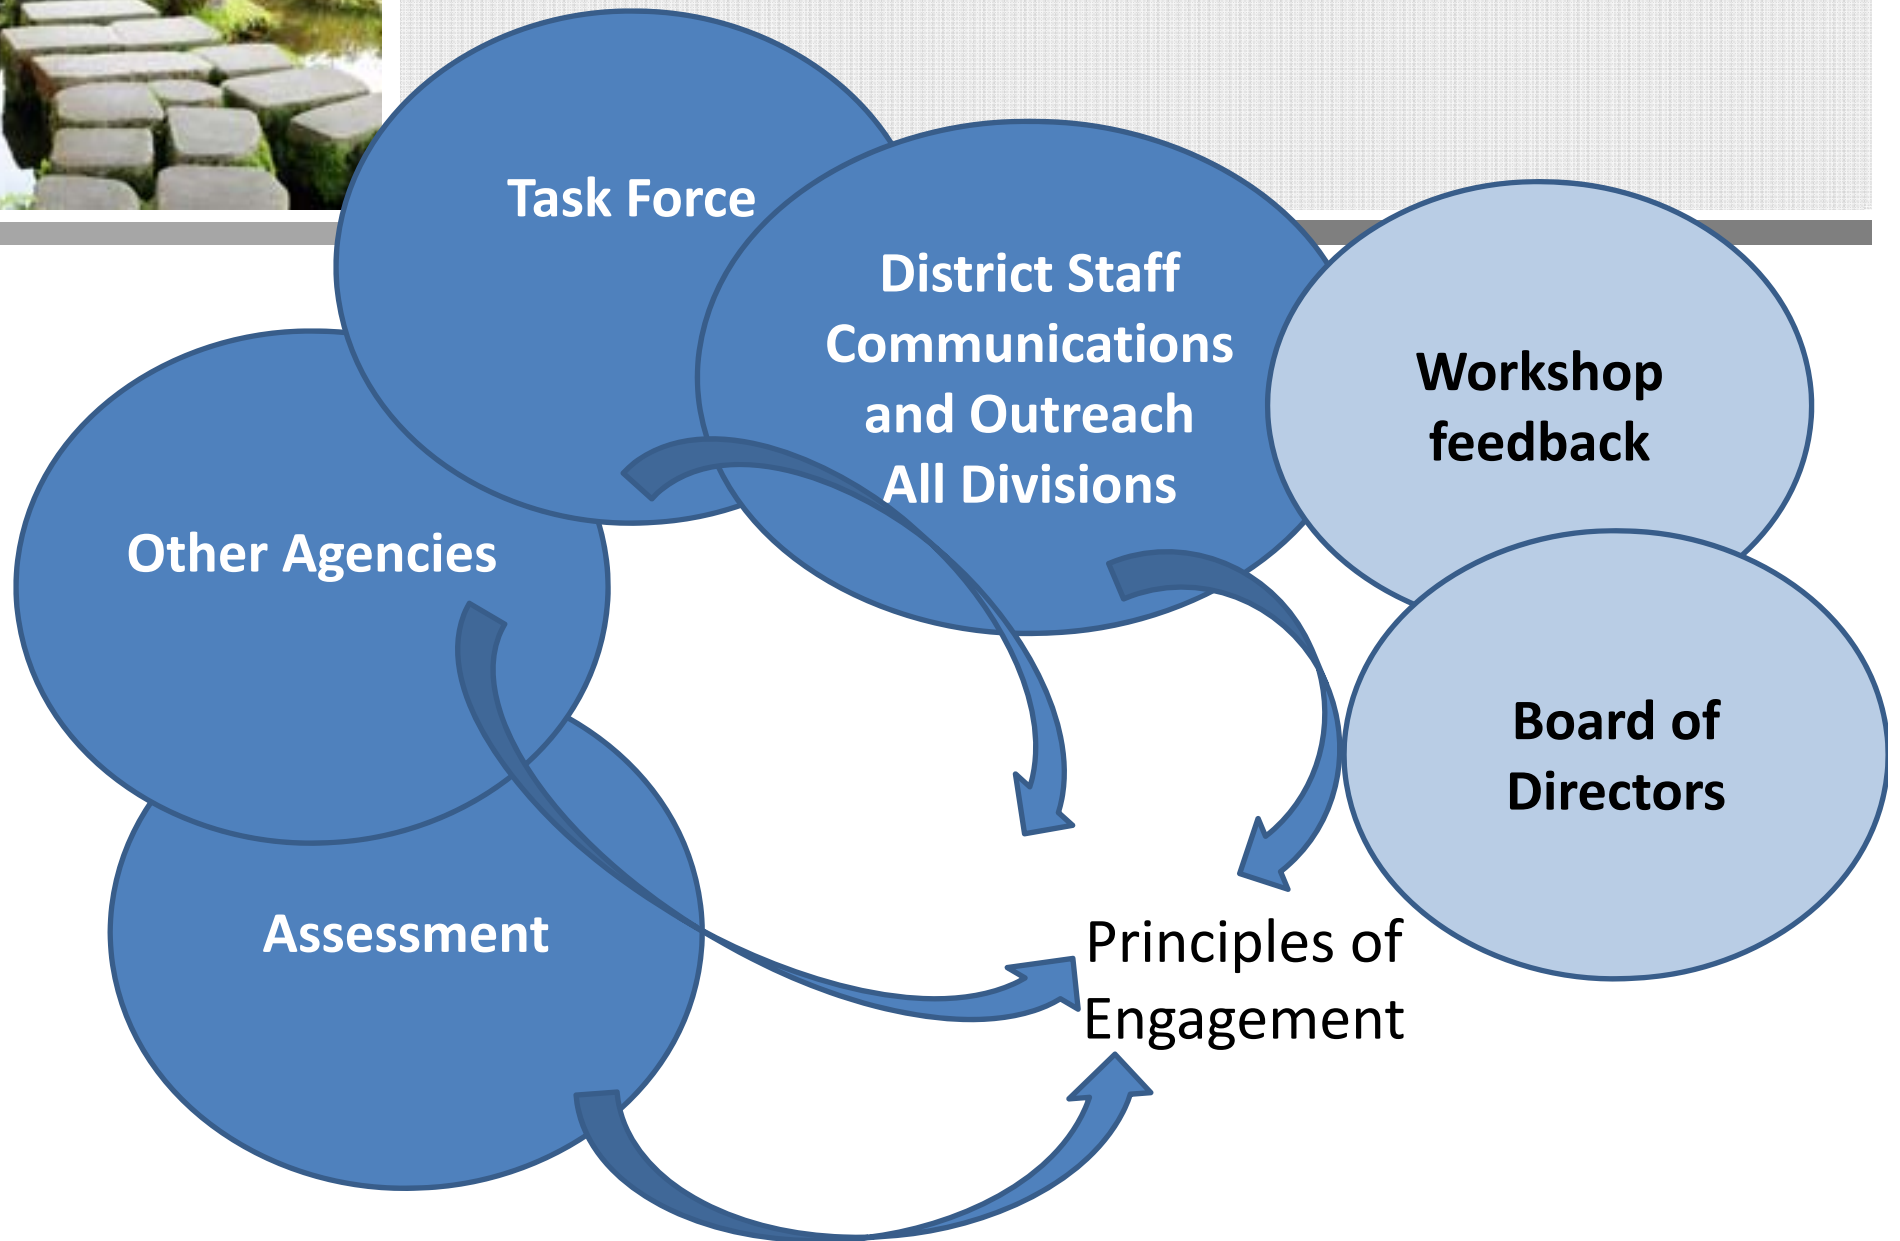 Task Force
District Staff
Communications
and Outreach
All Divisions
Workshop
feedback
Other Agencies
Board of
Directors
Assessment
Principles of
Engagement